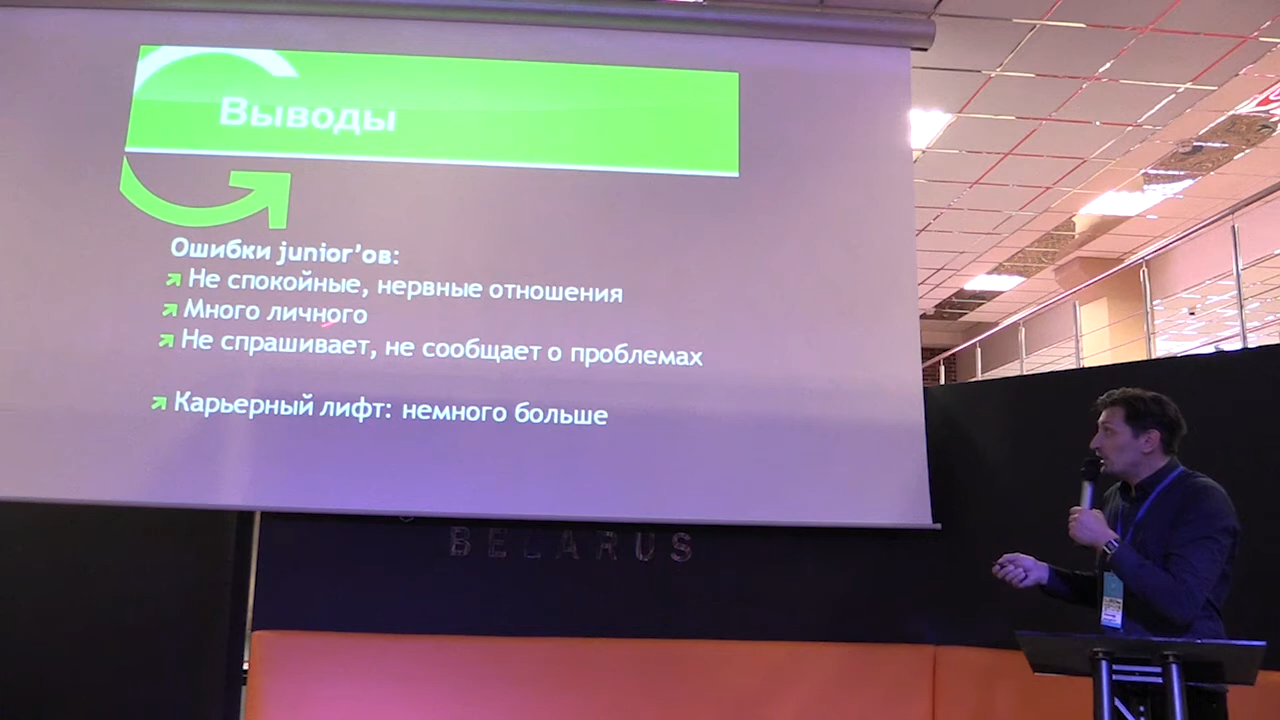 Выводы
Ошибки junior'ов:
Не спокойные, нервные отношения
Много личного
Не спрашивает, не сообщает о проблемах
Карьерный лифт: немного больше
BELARUS